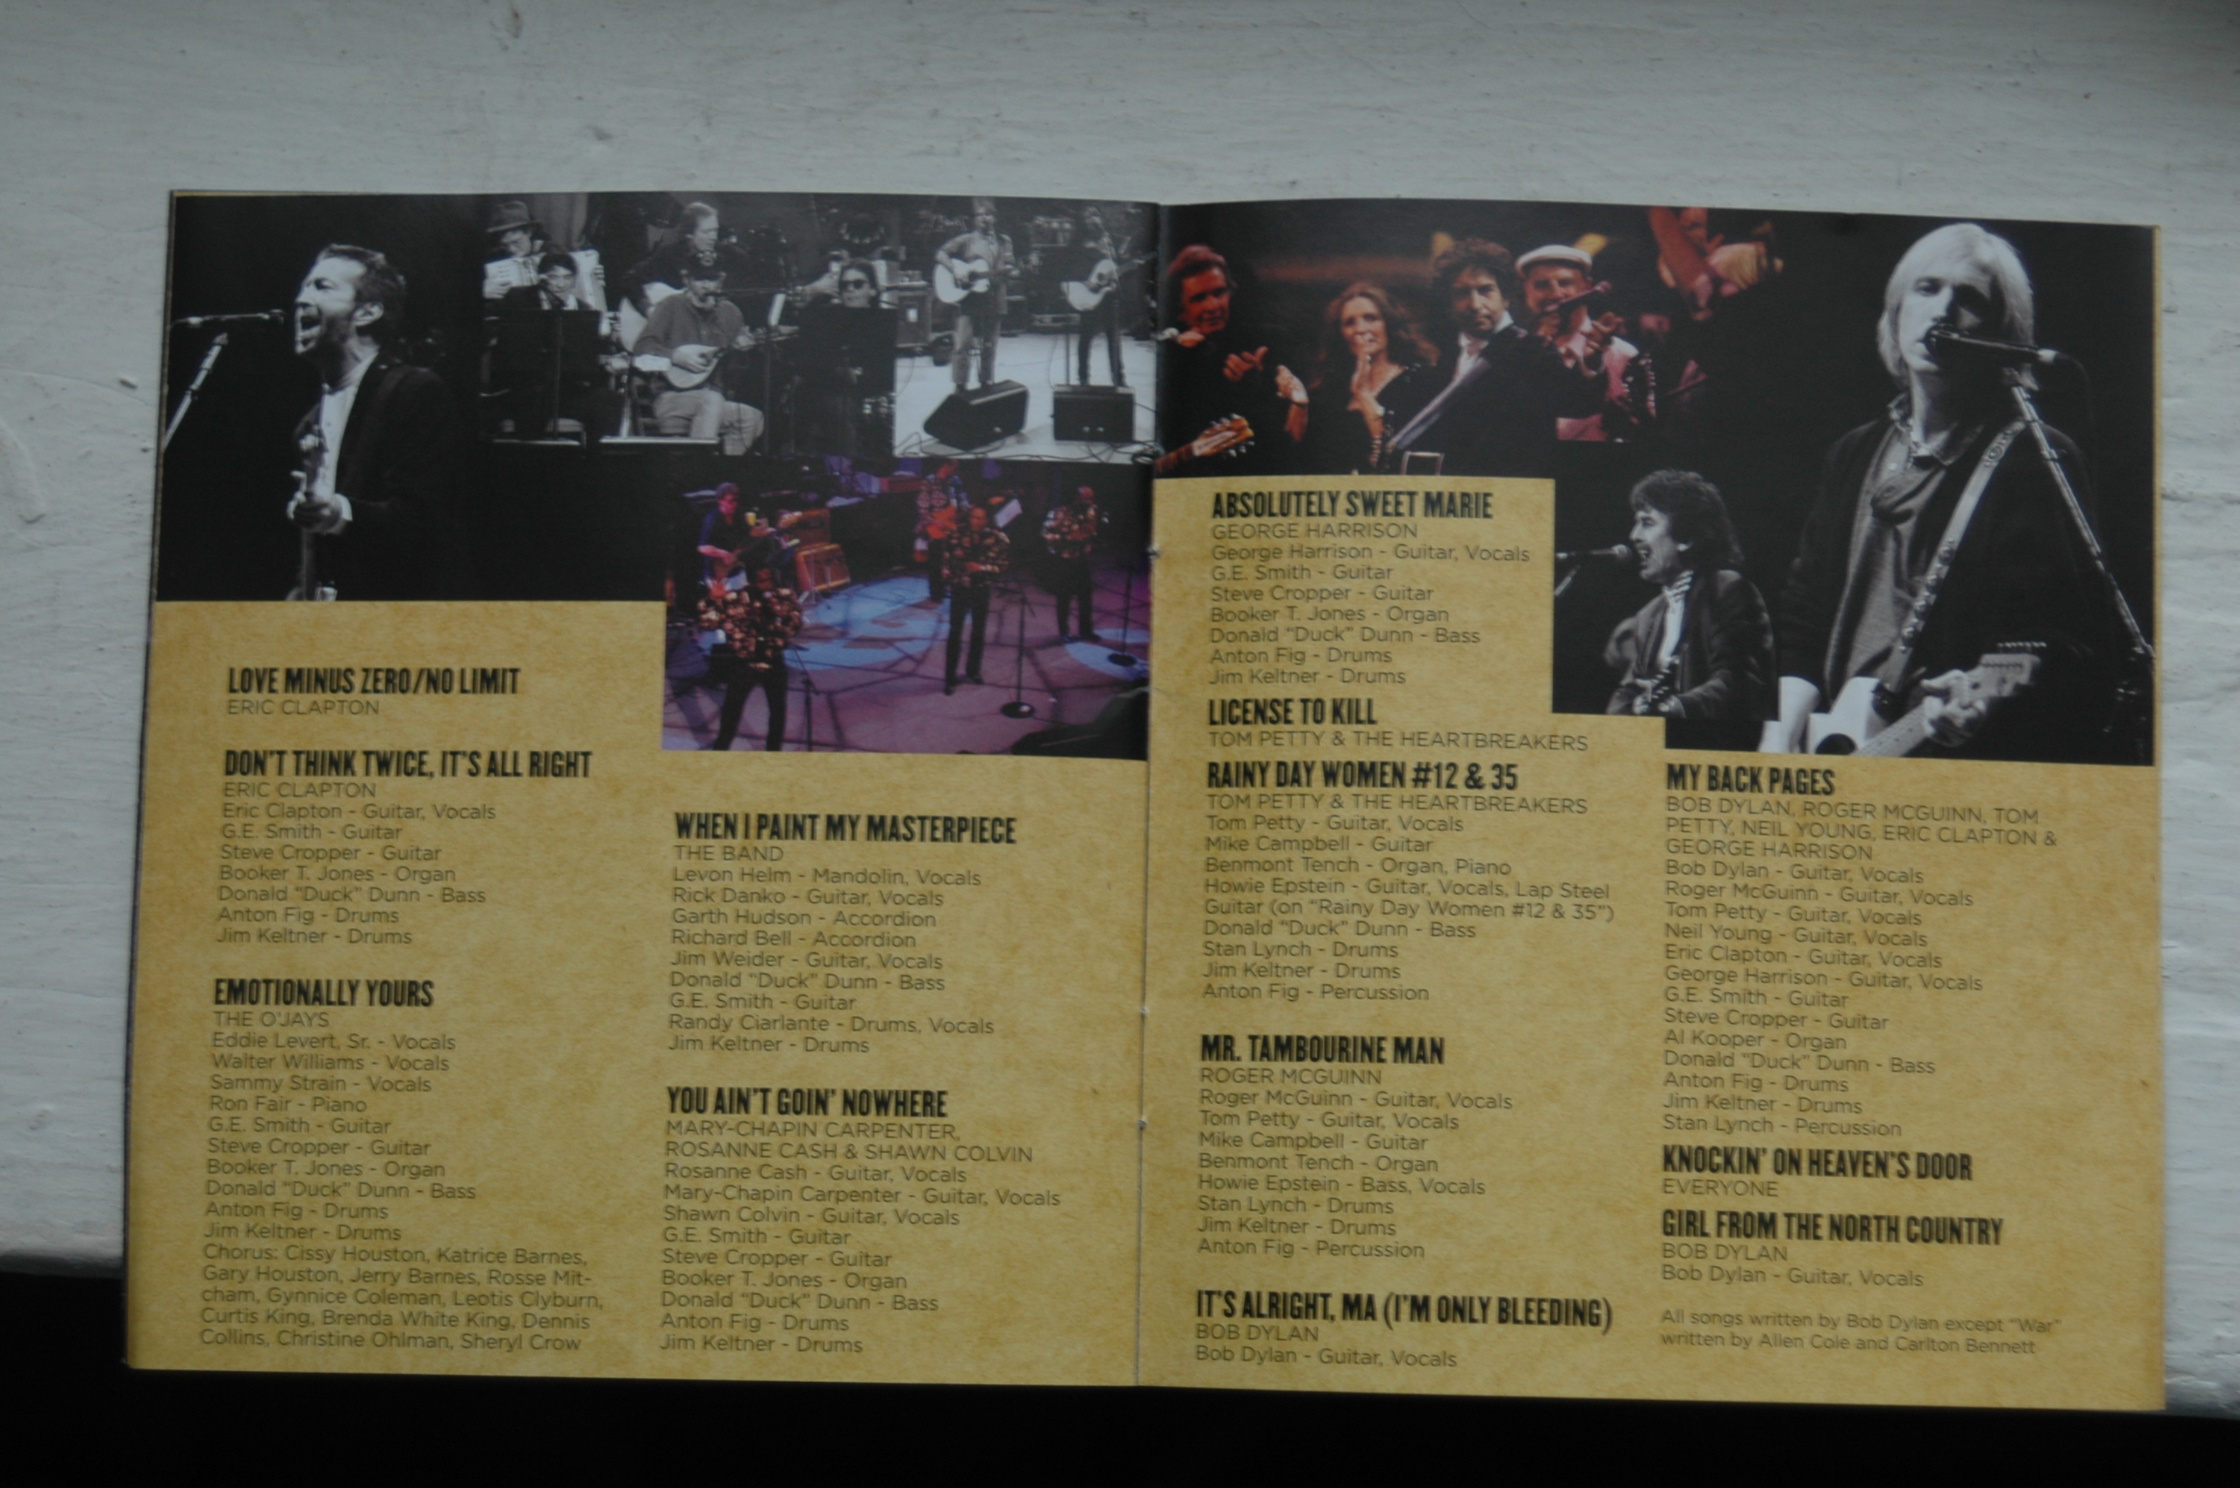 LOVE MINUS ZERO/NO LIMIT
ERIC CLAPTON
DON'T THINK TWICE, IT'S ALL RIGHT
ERIC CLAPTON
Eric Clapton - Guitar, Vocals
G.E. Smith - Guitar
Steve Cropper - Guitar
Booker T. Jones - Organ
Donald "Duck" Dunn - Bass
Anton Fig - Drums
Jim Keltner - Drums
EMOTIONALLY YOURS
THE O'JAYS
Eddie Levert, Sr. - Vocals
Walter Williams - Vocals
Sammy Strain - Vocals
Ron Fair - Piano
G.E. Smith - Guitar
Steve Cropper - Guitar
Booker T. Jones - Organ
Donald "Duck" Dunn - Bass
Anton Fig - Drums
Jim Keltner - Drums
Chorus: Cissy Houston, Katrice Barnes,
Gary Houston, Jerry Barnes, Rosse Mit-
cham, Gynnice Coleman, Leotis Clyburn,
Curtis King, Brenda White King, Dennis
Collins, Christine Ohlman, Sheryl Crow
WHEN I PAINT MY MASTERPIECE
THE BAND
Levon Helm - Mandolin, Vocals
Rick Danko - Guitar, Vocals
Garth Hudson - Accordion
Richard Bell - Accordion
Jim Weider - Guitar, Vocals
Donald "Duck" Dunn - Bass
G.E. Smith - Guitar
Randy Ciarlante - Drums, Vocals
Jim Keltner - Drums
YOU AIN'T GOIN' NOWHERE
MARY-CHAPIN CARPENTER,
ROSANNE CASH & SHAWN COLVIN
Rosanne Cash - Guitar, Vocals
Mary-Chapin Carpenter - Guitar, Vocals
Shawn Colvin - Guitar, Vocals
G.E. Smith - Guitar
Steve Cropper - Guitar
Booker T. Jones - Organ
Donald "Duck" Dunn - Bass
Anton Fig - Drums
Jim Keltner - Drums
ABSOLUTELY SWEET MARIE
GEORGE HARRISON
George Harrison - Guitar, Vocals
G.E. Smith - Guitar
Steve Cropper - Guitar
Booker T. Jones - Organ
Donald "Duck" Dunn - Bass
Anton Fig - Drums
Jim Keltner - Drums
LICENSE TO KILL
TOM PETTY & THE HEARTBREAKERS
RAINY DAY WOMEN #12 & 35
TOM PETTY & THE HEARTBREAKERS
Tom Petty - Guitar, Vocals
Mike Campbell - Guitar
Benmont Tench - Organ, Piano
Howie Epstein - Guitar, Vocals, Lap Steel
Guitar (on "Rainy Day Women #12 & 35")
Donald "Duck" Dunn - Bass
Stan Lynch - Drums
Jim Keltner - Drums
Anton Fig - Percussion
MR. TAMBOURINE MAN
ROGER MCGUINN
Roger McGuinn - Guitar, Vocals
Tom Petty - Guitar, Vocals
Mike Campbell - Guitar
Benmont Tench - Organ
Howie Epstein - Bass, Vocals
Stan Lynch - Drums
Jim Keltner - Drums
Anton Fig - Percussion
IT'S ALRIGHT, MA (I'M ONLY BLEEDING)
BOB DYLAN
Bob Dylan - Guitar, Vocals
MY BACK PAGES
BOB DYLAN, ROGER MCGUINN, TOM
PETTY, NEIL YOUNG, ERIC CLAPTON &
GEORGE HARRISON
Bob Dylan - Guitar, Vocals
Roger McGuinn - Guitar, Vocals
Tom Petty - Guitar, Vocals
Neil Young - Guitar, Vocals
Eric Clapton - Guitar, Vocals
George Harrison - Guitar, Vocals
G.E. Smith - Guitar
Steve Cropper - Guitar
Al Kooper - Organ
Donald "Duck" Dunn - Bass
Anton Fig - Drums
Jim Keltner - Drums
Stan Lynch - Percussion
KNOCKIN' ON HEAVEN'S DOOR
EVERYONE
GIRL FROM THE NORTH COUNTRY
BOB DYLAN
Bob Dylan - Guitar, Vocals
All songs written by Bob Dylan except "War"
written by Allen Cole and Carlton Bennett